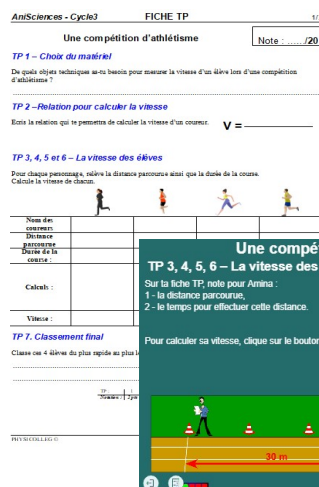 AniSciences - Cycle3 FICHE TP 1/
Une compétition d'athlétisme
Note : ....../20
TP 1 – Choix du matériel
De quels objets techniques as-tu besoin pour mesurer la vitesse d'un élève lors d'une compétition
d'athlétisme ?
TP 2 –Relation pour calculer la vitesse
Ecris la relation qui te permettra de calculer la vitesse d'un coureur. V =
TP 3, 4, 5 et 6 – La vitesse des élèves
Pour chaque personnage, relève la distance parcourue ainsi que la durée de la course.
Calcule la vitesse de chacun.
Nom des
coureurs
Distance
parcourue
Durée de la
course :
Calculs :
Vitesse :
TP 7. Classement final
Classe ces 4 élèves du plus rapide au plus l
TP : 1
PHYSICOLLEG ©
Une compé
TP 3, 4, 5, 6 – La vitesse des
Sur ta fiche TP, note pour Amina :
1 - la distance parcourue,
2 - le temps pour effectuer cette distance.
Pour calculer sa vitesse, clique sur le bouton
30 m